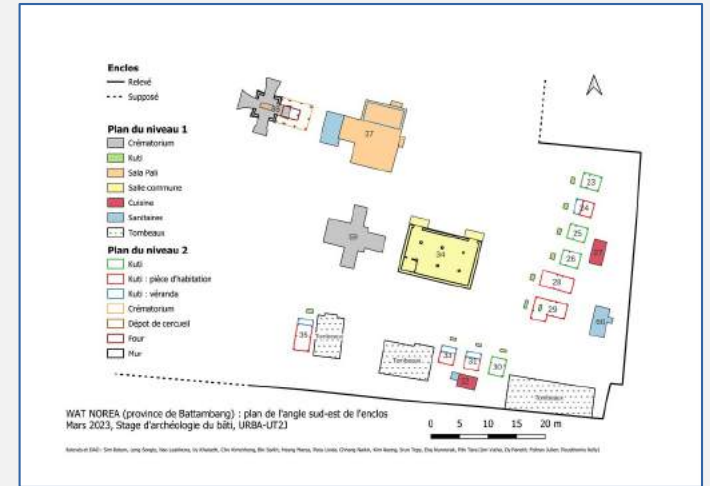 Enclos
Relevé
Supposé
Plan du niveau 1
Crématorium
Kuti
Sala Pali
Salle commune
Cuisine
Sanitaires
Tombeaux
Plan du niveau 2
Kuti
Kuti : pièce d'habitation
Kuti : véranda
Crématorium
Dépot de cercueil
Four
Mur
37
34
23
24
25
26
28
29
35
Tombeaux
Tombeaux
33
31
30
Tombeaux
WAT NOREA (province de Battambang) : plan de l'angle sud-est de l'enclos
Mars 2023, Stage d'archéologie du bâti, URBA-UT2J
0 5 10 15 20 m